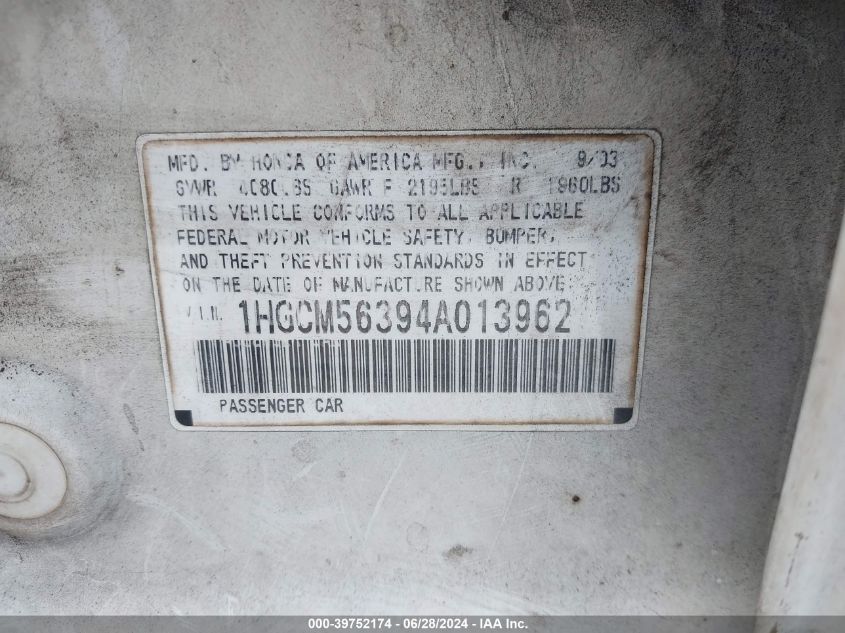 MFD. BY HONDA OF AMERICA MFG., INC. 9/03
GVWR 4080LBS GAWR F 2195LBS R 1960LBS
THIS VEHICLE CONFORMS TO ALL APPLICABLE
FEDERAL MOTOR VEHICLE SAFETY, BUMPER,
AND THEFT PREVENTION STANDARDS IN EFFECT
ON THE DATE OF MANUFACTURE SHOWN ABOVE.
V.I.N. 1HGCM56394A013962
PASSENGER CAR
000-39752174 - 06/28/2024 - IAA Inc.